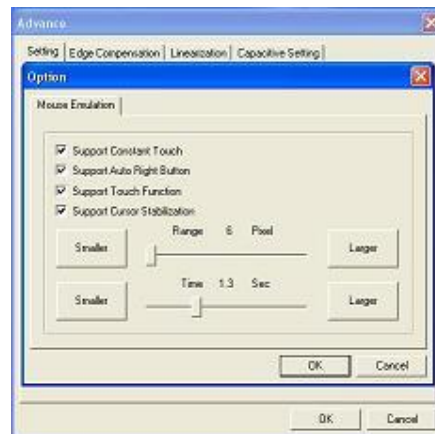 Advance
Setting Edge Compensation Linearization Capacitive Setting
Option
Mouse Emulation
Support Constant Touch
Support Auto Right Button
Support Touch Function
Support Cursor Stabilization
Range 6 Pixel
Smaller Larger
Time 1.3 Sec
Smaller Larger
OK Cancel
OK Cancel